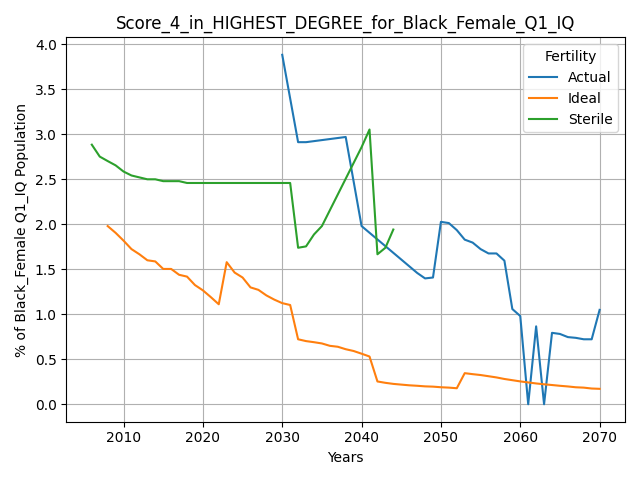 Score_4_in_HIGHEST_DEGREE_for_Black_Female_Q1_IQ
% of Black_Female Q1_IQ Population
4.0
3.5
3.0
2.5
2.0
1.5
1.0
0.5
0.0
Fertility
Actual
Ideal
Sterile
2010 2020 2030 2040 2050 2060 2070
Years